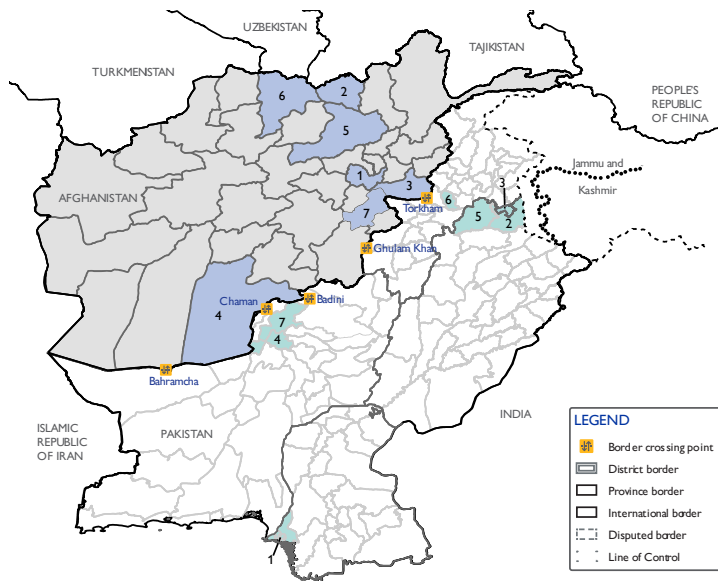 UZBEKISTAN
TAJIKISTAN
TURKMENSTAN
PEOPLE'S
REPUBLIC
OF CHINA
6
2
5
Jammu and
Kashmir
1
3
3
AFGHANISTAN
6
7
Torkham
5
2
Ghulam Khan
Chaman
Badini
4
7
4
Bahramcha
ISLAMIC
REPUBLIC
OF IRAN
PAKISTAN
INDIA
1
LEGEND
Border crossing point
District border
Province border
International border
Disputed border
Line of Control